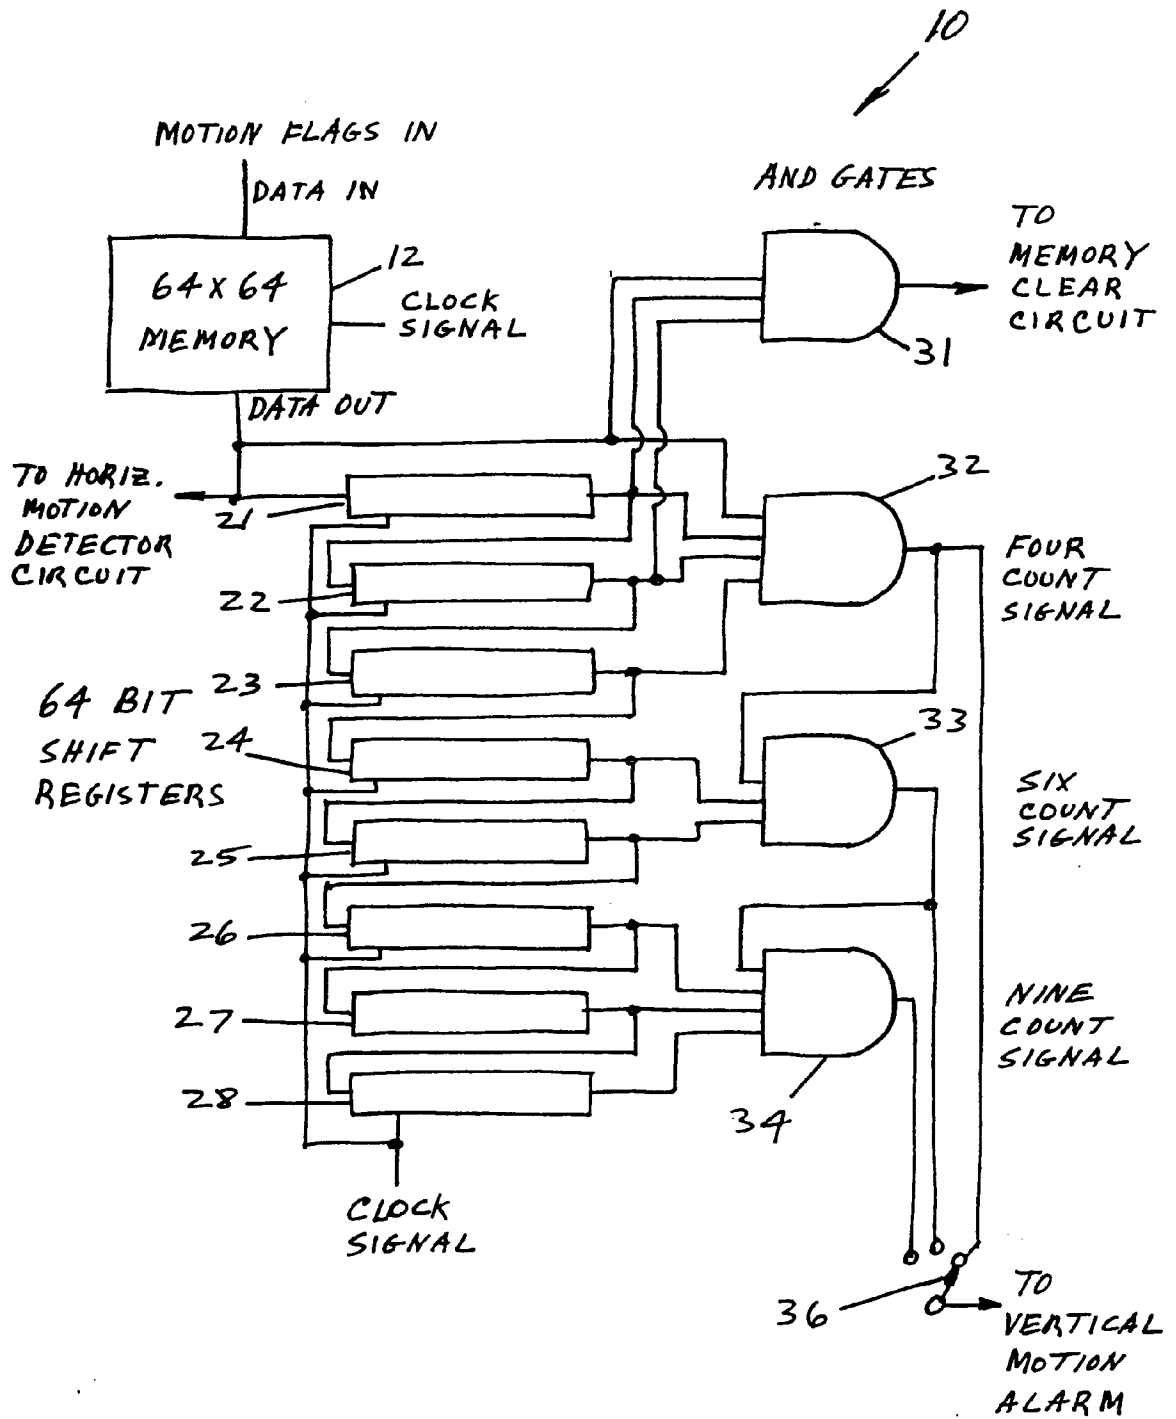 10
MOTION FLAGS IN
DATA IN
AND GATES
64 X 64
MEMORY
12
CLOCK
SIGNAL
DATA OUT
TO
MEMORY
CLEAR
CIRCUIT
31
TO HORIZ.
MOTION
DETECTOR
CIRCUIT
21
32
22
FOUR
COUNT
SIGNAL
64 BIT
SHIFT
REGISTERS
23
24
33
25
SIX
COUNT
SIGNAL
26
27
28
NINE
COUNT
SIGNAL
34
CLOCK
SIGNAL
36
TO
VERTICAL
MOTION
ALARM